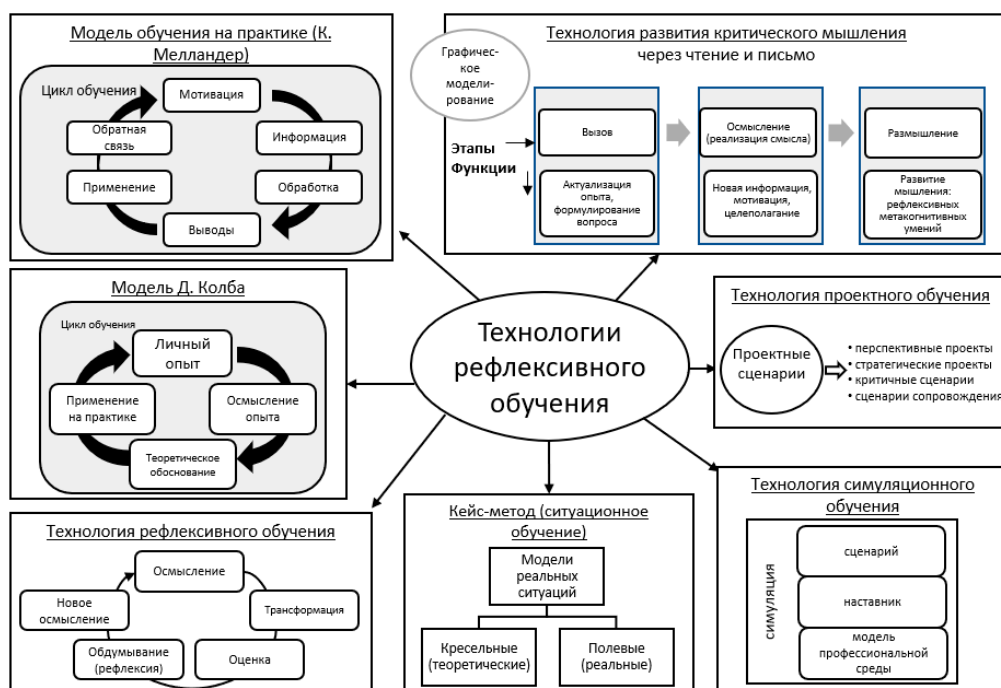 Модель обучения на практике (К.
Мелландер)
Цикл обучения
Мотивация
Информация
Обработка
Выводы
Применение
Обратная
связь
Технология развития критического мышления
через чтение и письмо
Графичес-
кое
модели-
рование
Этапы
Функции
Вызов
Актуализация
опыта,
формулирование
вопроса
Осмысление
(реализация смысла)
Новая информация,
мотивация,
целеполагание
Размышление
Развитие
мышления:
рефлексивных
метакогнитивных
умений
Модель Д. Колба
Цикл обучения
Личный
опыт
Осмысление
опыта
Теоретическое
обоснование
Применение
на практике
Технологии
рефлексивного
обучения
Технология проектного обучения
Проектные
сценарии
• перспективные проекты
• стратегические проекты
• критичные сценарии
• сценарии сопровождения
Технология рефлексивного обучения
Осмысление
Трансформация
Оценка
Обдумывание
(рефлексия)
Новое
осмысление
Кейс-метод (ситуационное
обучение)
Модели
реальных
ситуаций
Кресельные
(теоретические)
Полевые
(реальные)
Технология симуляционного
обучения
симуляция
сценарий
наставник
модель
профессиональной
среды